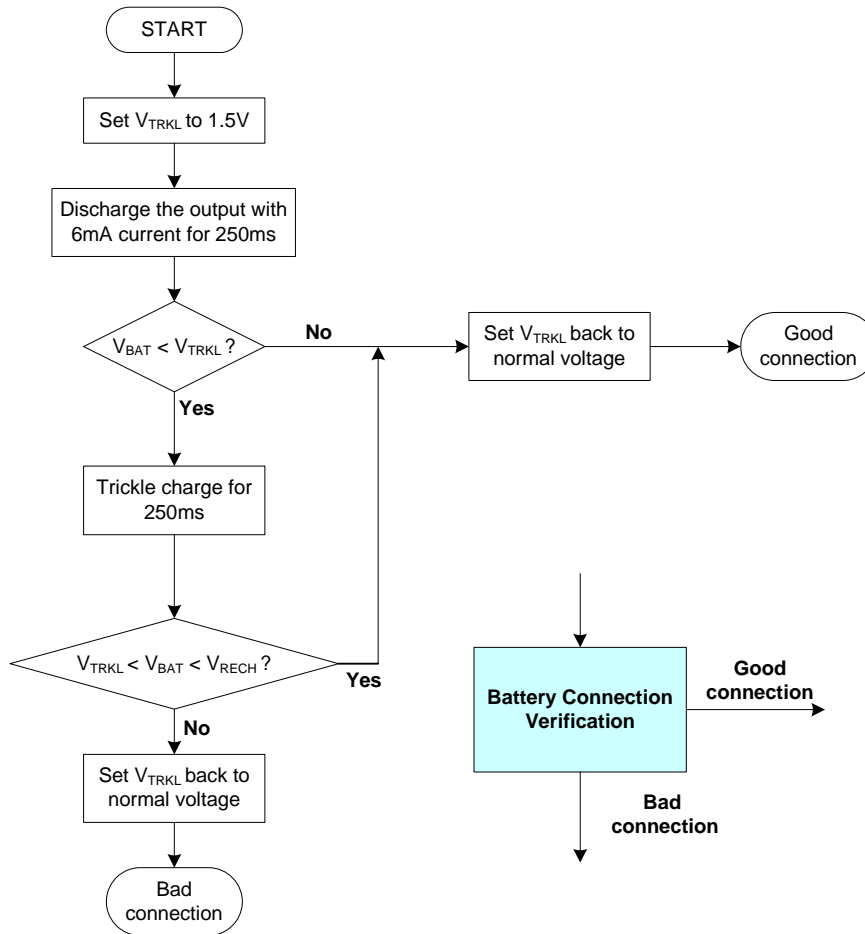 START
Set VTRKL to 1.5V
Discharge the output with
6mA current for 250ms
VBAT < VTRKL ?
No
Yes
Set VTRKL back to
normal voltage
Good
connection
Trickle charge for
250ms
VTRKL < VBAT < VRECH ?
Yes
No
Set VTRKL back to
normal voltage
Bad
connection
Battery Connection
Verification
Good
connection
Bad
connection